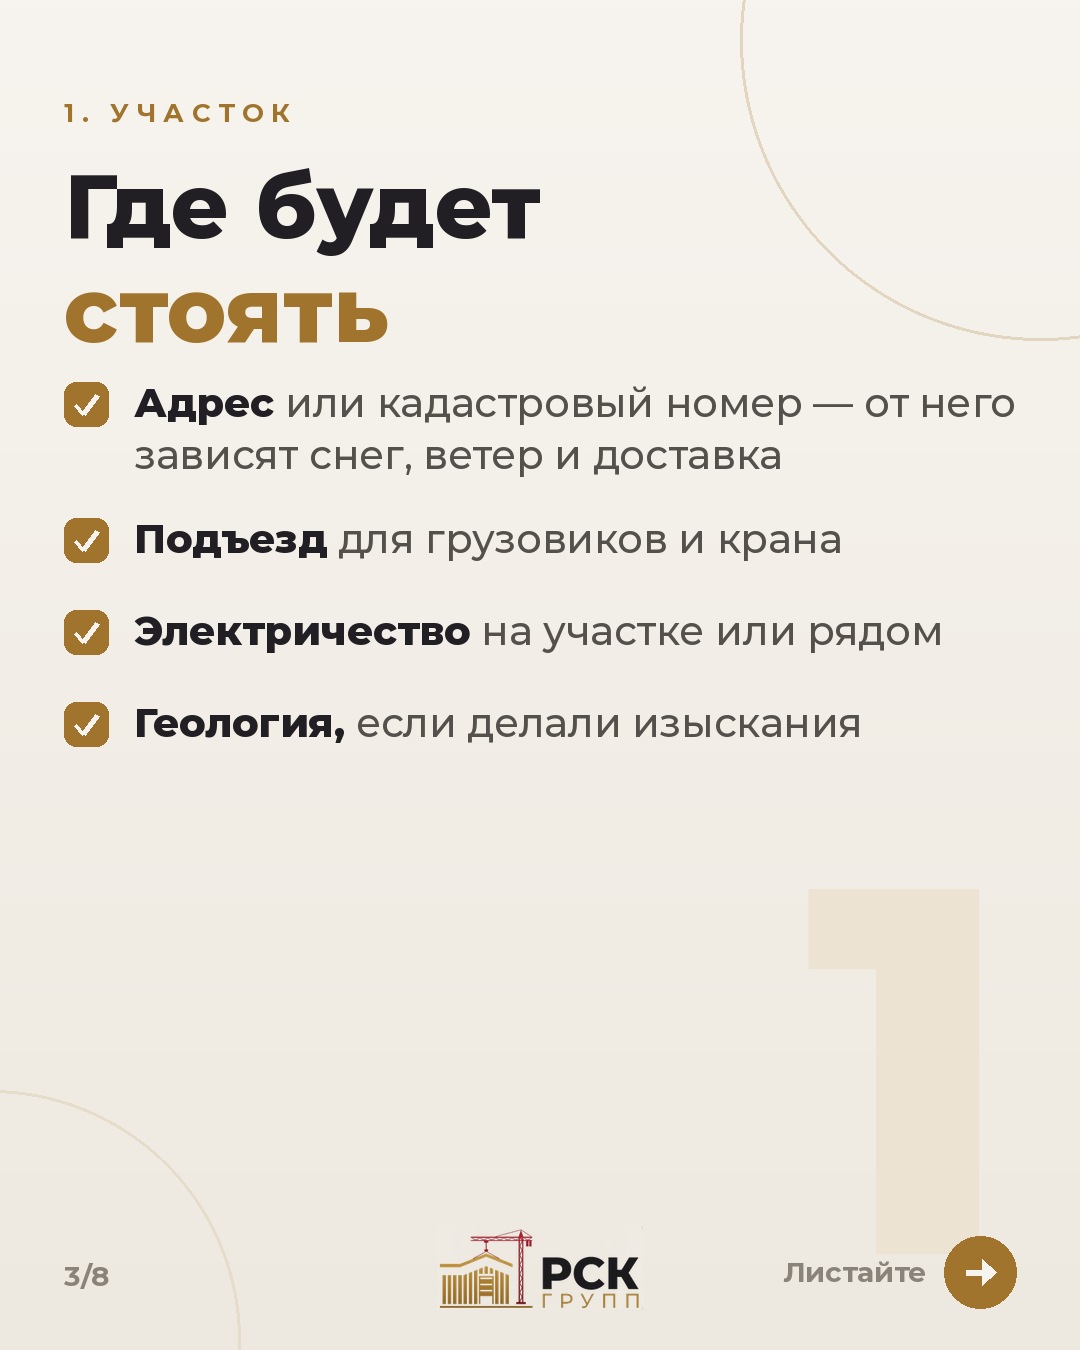 1. УЧАСТОК
Где будет
стоять
Адрес или кадастровый номер — от него
зависят снег, ветер и доставка
Подъезд для грузовиков и крана
Электричество на участке или рядом
Геология, если делали изыскания
1
3/8
РСК
ГРУПП
Листайте